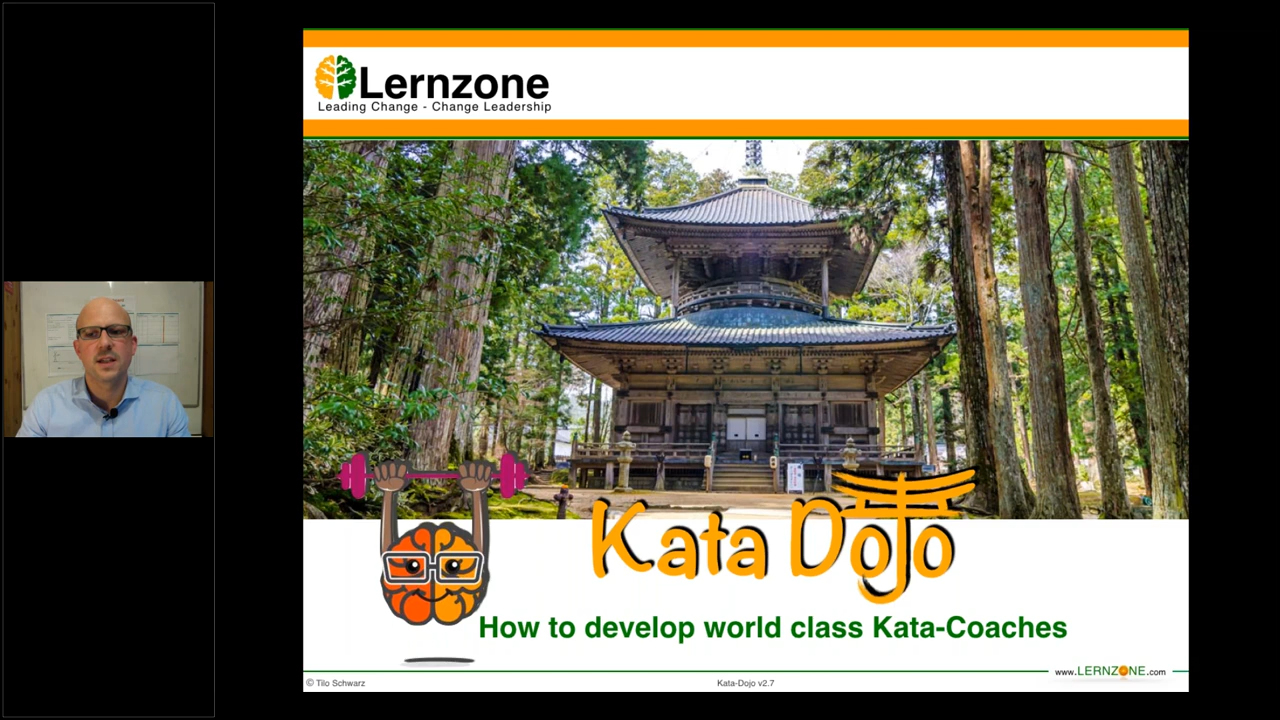 Lernzone
Leading Change - Change Leadership
Kata DoJo
How to develop world class Kata-Coaches
www.LERNZONE.com
© Tilo Schwarz
Kata-Dojo v2.7